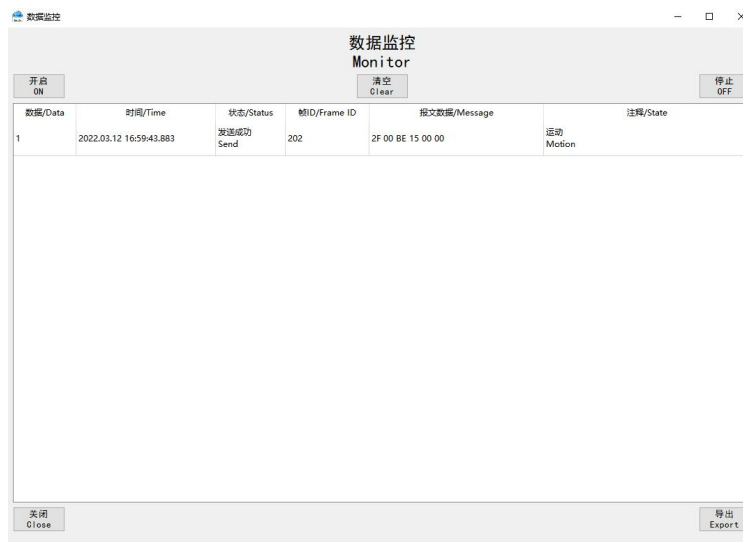 数据监控
数据监控
Monitor
开启
ON
清空
Clear
停止
OFF
数据/Data 时间/Time 状态/Status 帧ID/Frame ID 报文数据/Message 注释/State
1 2022.03.12 16:59:43.883 发送成功 202 2F 00 BE 15 00 00 运动
Send Motion
关闭
Close
导出
Export